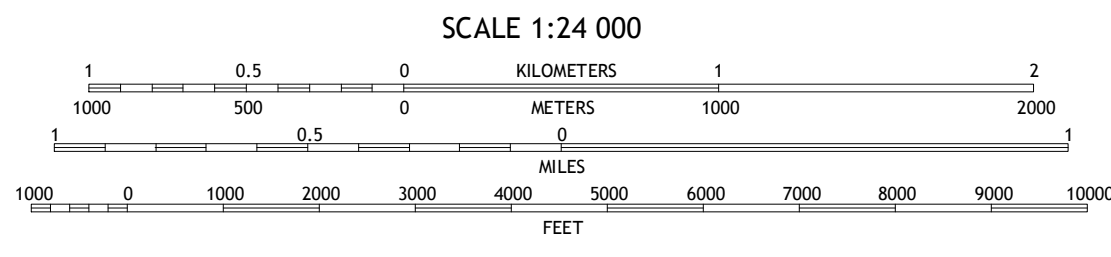 SCALE 1:24 000
1 0.5 0 KILOMETERS 1 2
1000 500 0 METERS 1000 2000
1 0.5 0 1
MILES
1000 0 1000 2000 3000 4000 5000 6000 7000 8000 9000 10000
FEET